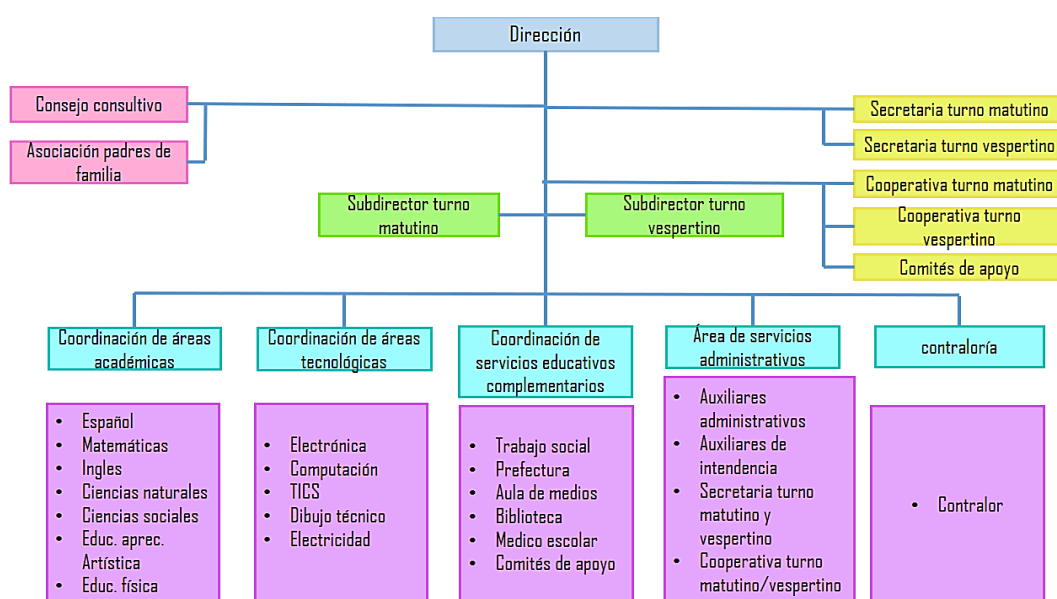 Dirección
Consejo consultivo
Asociación padres de
familia
Secretaria turno matutino
Secretaria turno vespertino
Cooperativa turno matutino
Cooperativa turno
vespertino
Comités de apoyo
Subdirector turno
matutino
Subdirector turno
vespertino
Coordinación de áreas
académicas
Coordinación de áreas
tecnológicas
Coordinación de
servicios educativos
complementarios
Área de servicios
administrativos
contraloría
• Español
• Matemáticas
• Ingles
• Ciencias naturales
• Ciencias sociales
• Educ. aprec.
Artística
• Educ. física
• Electrónica
• Computación
• TICS
• Dibujo técnico
• Electricidad
• Trabajo social
• Prefectura
• Aula de medios
• Biblioteca
• Medico escolar
• Comités de apoyo
• Auxiliares
administrativos
• Auxiliares de
intendencia
• Secretaria turno
matutino y
vespertino
• Cooperativa turno
matutino/vespertino
• Contralor